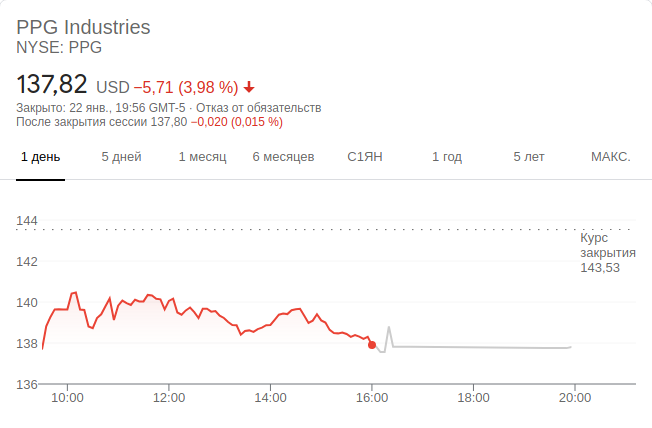 PPG Industries
NYSE: PPG
137,82 USD −5,71 (3,98 %)
Закрыто: 22 янв., 19:56 GMT-5 · Отказ от обязательств
После закрытия сессии 137,80 −0,020 (0,015 %)
1 день 5 дней 1 месяц 6 месяцев С1ЯН 1 год 5 лет МАКС.
144
Курс
закрытия
143,53
142
140
138
136
10:00 12:00 14:00 16:00 18:00 20:00